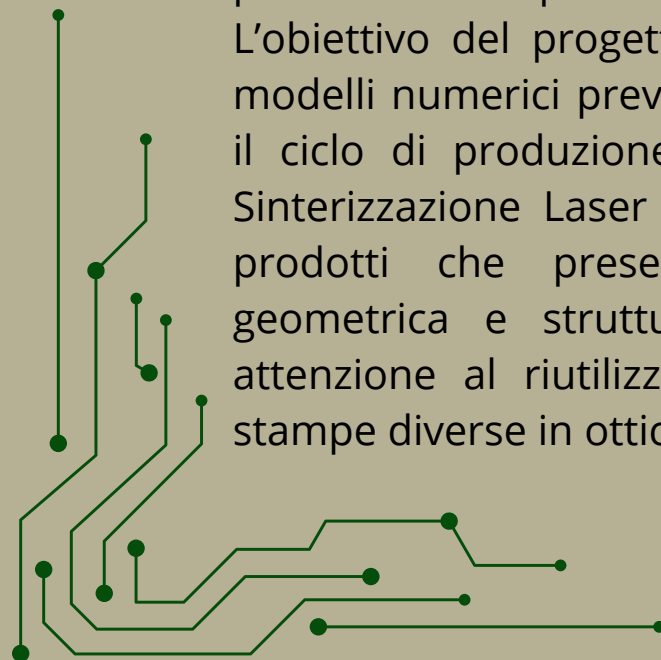 L’obiettivo del proget
modelli numerici prev
il ciclo di produzione
Sinterizzazione Laser
prodotti che prese
geometrica e struttu
attenzione al riutilizz
stampe diverse in ottic